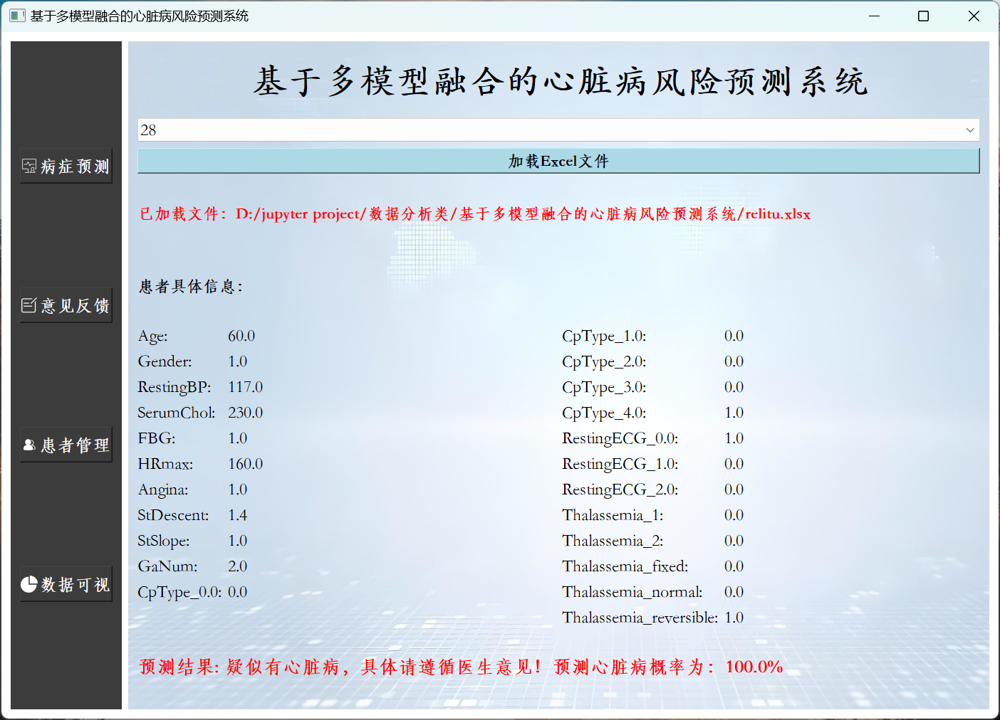 基于多模型融合的心脏病风险预测系统
基于多模型融合的心脏病风险预测系统
28
加载Excel文件
病症预测
意见反馈
患者管理
数据可视
已加载文件：D:/jupyter project/数据分析类/基于多模型融合的心脏病风险预测系统/relitu.xlsx
患者具体信息：
Age: 60.0
Gender: 1.0
RestingBP: 117.0
SerumChol: 230.0
FBG: 1.0
HRmax: 160.0
Angina: 1.0
StDescent: 1.4
StSlope: 1.0
GaNum: 2.0
CpType_0.0: 0.0
CpType_1.0: 0.0
CpType_2.0: 0.0
CpType_3.0: 0.0
CpType_4.0: 1.0
RestingECG_0.0: 1.0
RestingECG_1.0: 0.0
RestingECG_2.0: 0.0
Thalassemia_1: 0.0
Thalassemia_2: 0.0
Thalassemia_fixed: 0.0
Thalassemia_normal: 0.0
Thalassemia_reversible: 1.0
预测结果: 疑似有心脏病，具体请遵循医生意见！预测心脏病概率为：100.0%